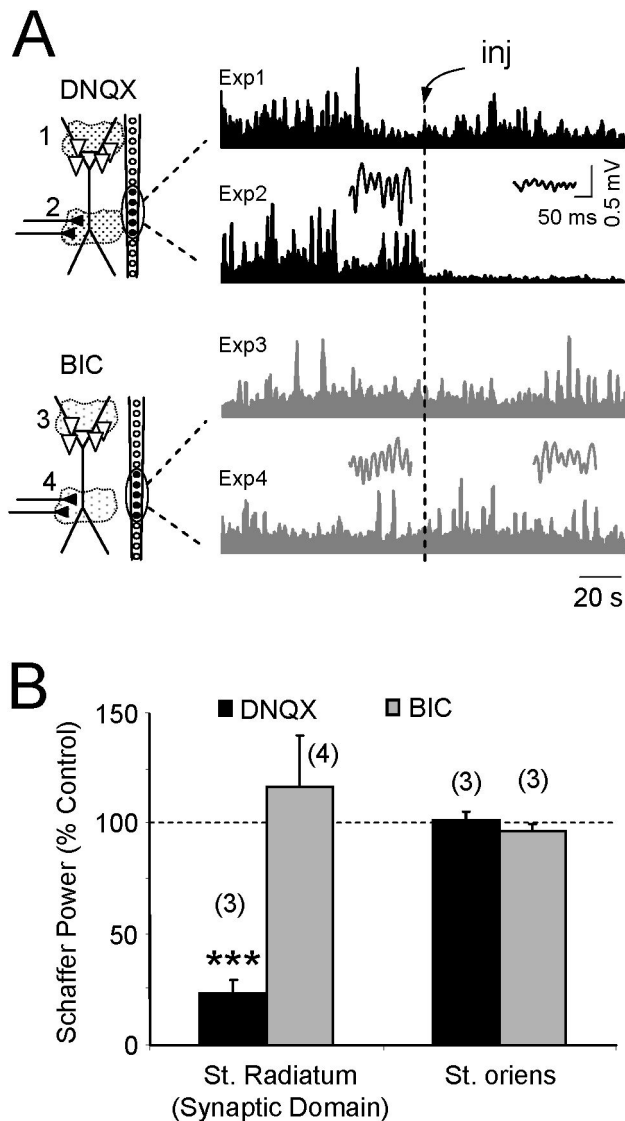 A
DNQX
1
2
Exp1
inj
Exp2
50 ms
0.5 mV
BIC
3
4
Exp3
Exp4
20 s
B
DNQX BIC
Schaffer Power (% Control)
150
100
50
0
(3)
***
(4)
(3)
(3)
St. Radiatum
(Synaptic Domain)
St. oriens